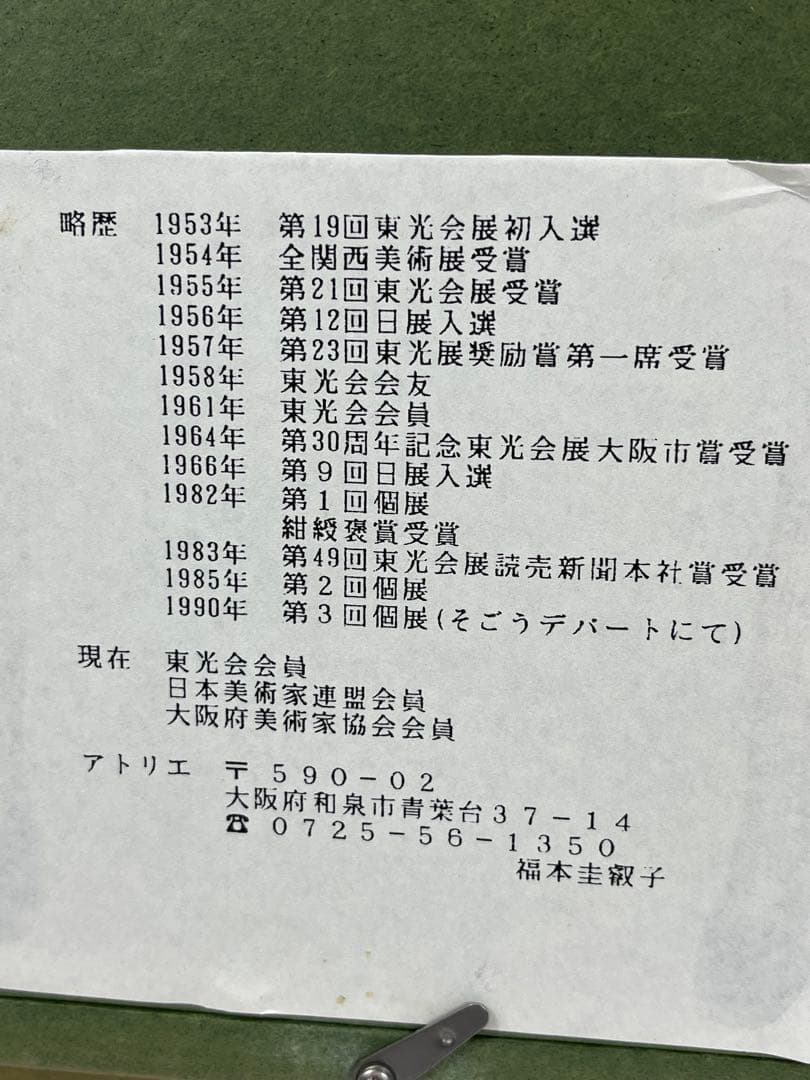 略歴 1953年 第19回東光会展初入選
1954年 全関西美術展受賞
1955年 第21回東光会展受賞
1956年 第12回日展入選
1957年 第23回東光展奨励賞第一席受賞
1958年 東光会会友
1961年 東光会会員
1964年 第30周年記念東光会展大阪市賞受賞
1966年 第9回日展入選
1982年 第1回個展
紺綬褒賞受賞
1983年 第49回東光会展読売新聞本社賞受賞
1985年 第2回個展
1990年 第3回個展(そごうデパートにて)
現在 東光会会員
日本美術家連盟会員
大阪府美術家協会会員
アトリエ 〒590-02
大阪府和泉市青葉台37-14
☎0725-56-1350
福本圭叡子